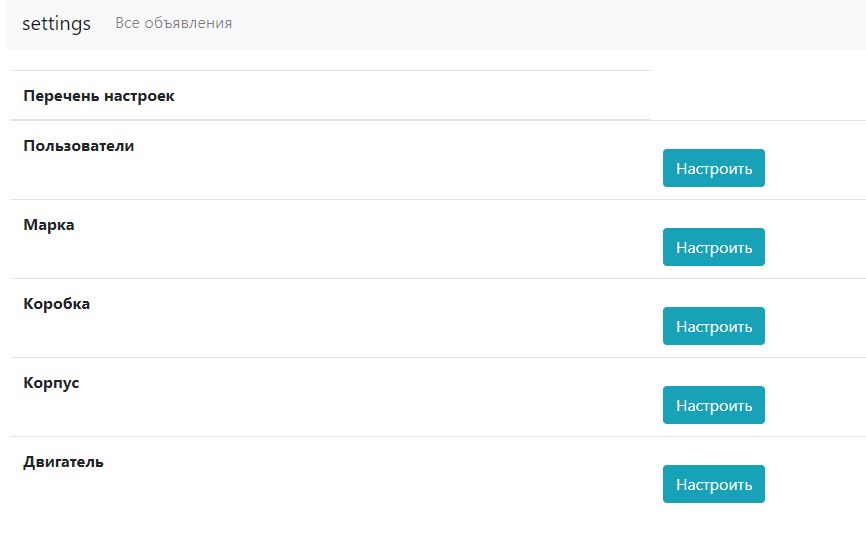 settings Все объявления
Перечень настроек
Пользователи
Настроить
Марка
Настроить
Коробка
Настроить
Корпус
Настроить
Двигатель
Настроить